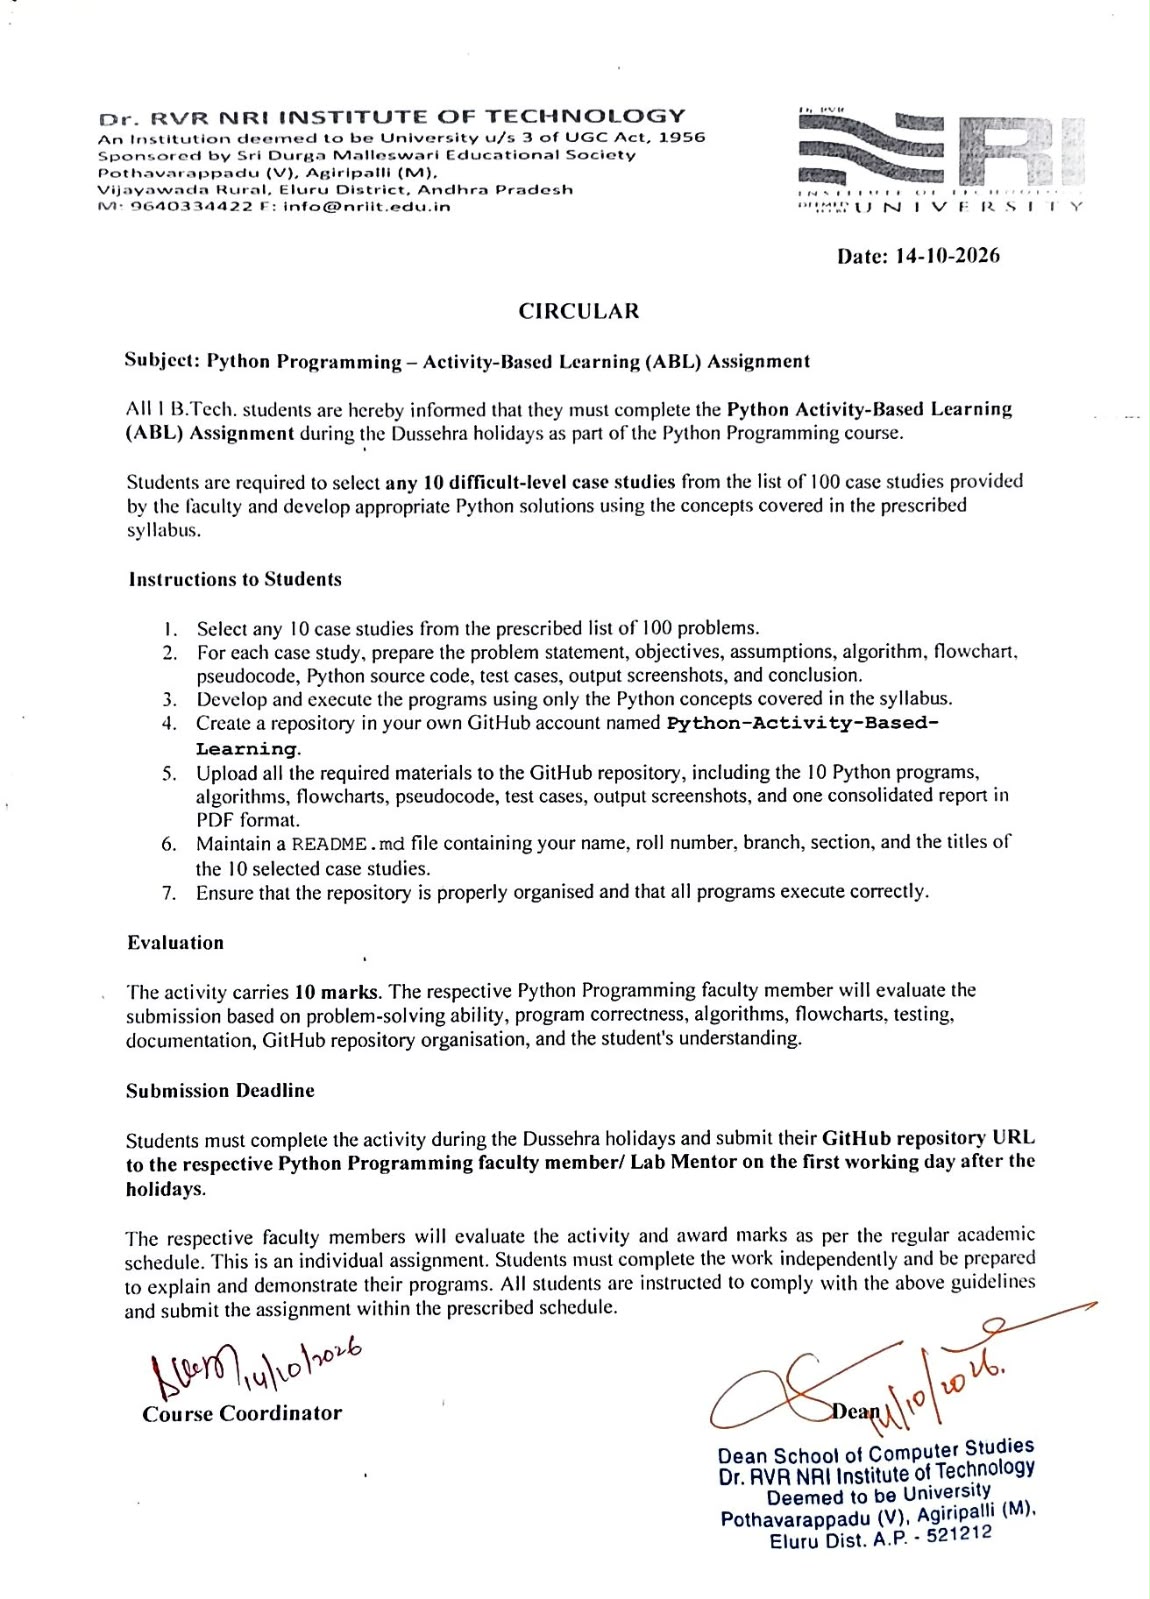 Dr. RVR NRI INSTITUTE OF TECHNOLOGY
An Institution deemed to be University u/s 3 of UGC Act, 1956
Sponsored by Sri Durga Malleswari Educational Society
Pothavarappadu (V), Agiripalli (M),
Vijayawada Rural, Eluru District, Andhra Pradesh
M: 9640334422 E: info@nriit.edu.in
Dr. RVR
NRI
INSTITUTE OF TECHNOLOGY
DEEMED TO BE UNIVERSITY
Date: 14-10-2026
CIRCULAR
Subject: Python Programming – Activity-Based Learning (ABL) Assignment
All I B.Tech. students are hereby informed that they must complete the Python Activity-Based Learning
(ABL) Assignment during the Dussehra holidays as part of the Python Programming course.
Students are required to select any 10 difficult-level case studies from the list of 100 case studies provided
by the faculty and develop appropriate Python solutions using the concepts covered in the prescribed
syllabus.
Instructions to Students
1. Select any 10 case studies from the prescribed list of 100 problems.
2. For each case study, prepare the problem statement, objectives, assumptions, algorithm, flowchart,
pseudocode, Python source code, test cases, output screenshots, and conclusion.
3. Develop and execute the programs using only the Python concepts covered in the syllabus.
4. Create a repository in your own GitHub account named Python-Activity-Based-
Learning.
5. Upload all the required materials to the GitHub repository, including the 10 Python programs,
algorithms, flowcharts, pseudocode, test cases, output screenshots, and one consolidated report in
PDF format.
6. Maintain a README.md file containing your name, roll number, branch, section, and the titles of
the 10 selected case studies.
7. Ensure that the repository is properly organised and that all programs execute correctly.
Evaluation
The activity carries 10 marks. The respective Python Programming faculty member will evaluate the
submission based on problem-solving ability, program correctness, algorithms, flowcharts, testing,
documentation, GitHub repository organisation, and the student's understanding.
Submission Deadline
Students must complete the activity during the Dussehra holidays and submit their GitHub repository URL
to the respective Python Programming faculty member/ Lab Mentor on the first working day after the
holidays.
The respective faculty members will evaluate the activity and award marks as per the regular academic
schedule. This is an individual assignment. Students must complete the work independently and be prepared
to explain and demonstrate their programs. All students are instructed to comply with the above guidelines
and submit the assignment within the prescribed schedule.
14/10/2026
Course Coordinator
14/10/2026.
Dean
Dean School of Computer Studies
Dr. RVR NRI Institute of Technology
Deemed to be University
Pothavarappadu (V), Agiripalli (M),
Eluru Dist. A.P. - 521212